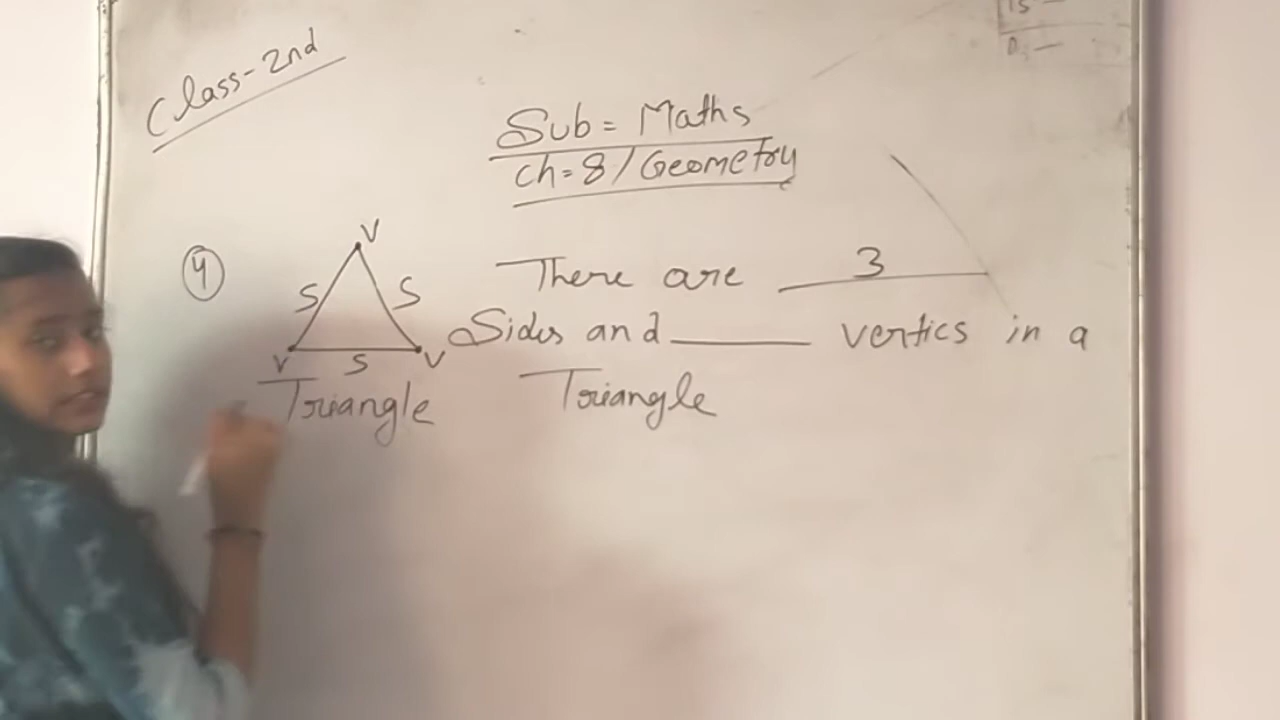 Class-2nd
Sub = Maths
Ch = 8 / Geometry
4
V
S S
V S V
Triangle
There are 3
Sides and ______ vertics in a
Triangle